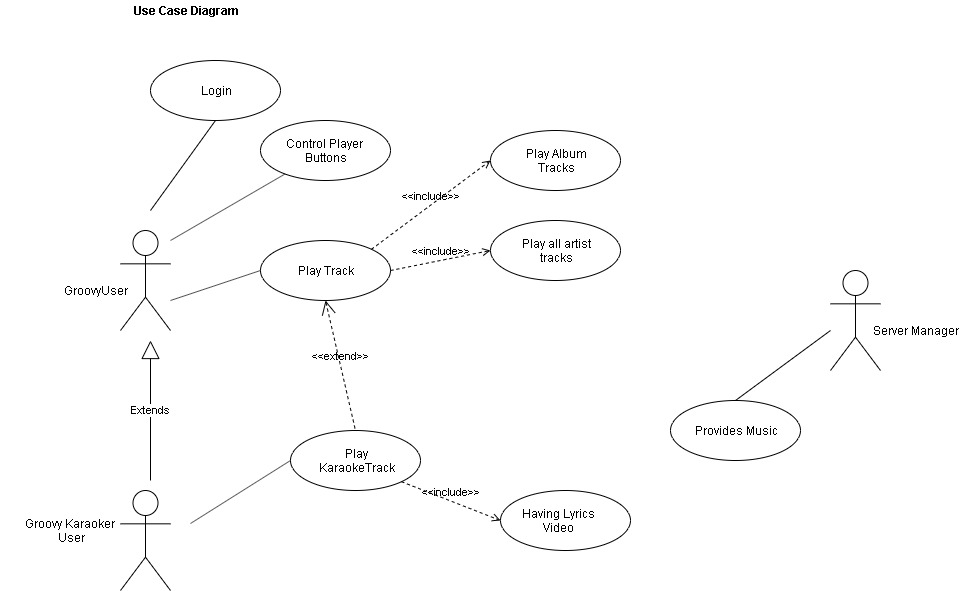 Use Case Diagram
Login
Control Player
Buttons
Play Album
Tracks
<<include>>
Play all artist
tracks
<<include>>
Play Track
GroovyUser
Server Manager
<<extend>>
Extends
Provides Music
Play
KaraokeTrack
<<include>>
Having Lyrics
Video
Groovy Karaoker
User